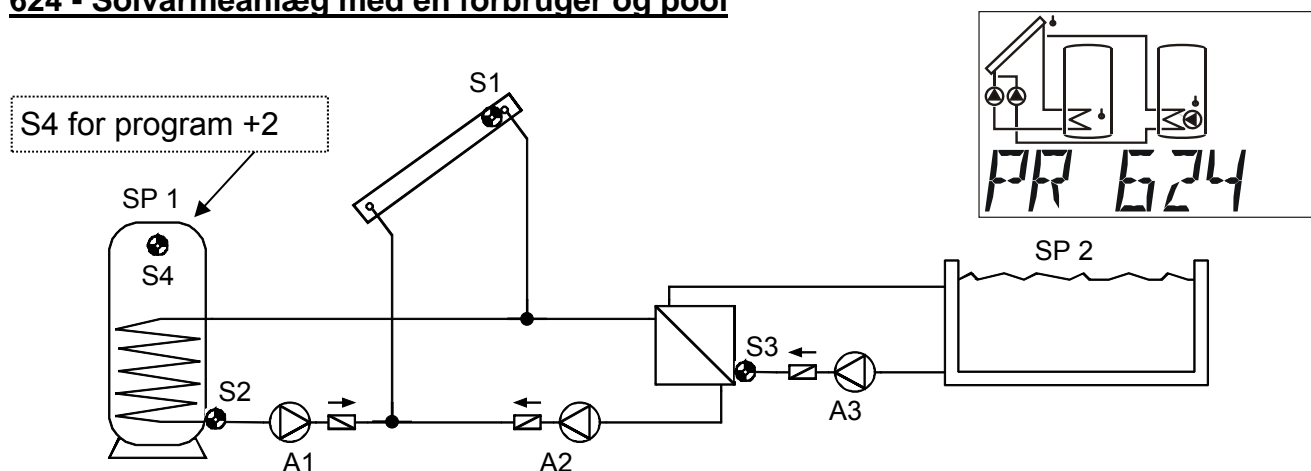 624 - Solvarmeanlæg med en forbruger og pool
S4 for program +2
S1
PR 624
SP 1
S4
SP 2
S2
S3
A1
A2
A3